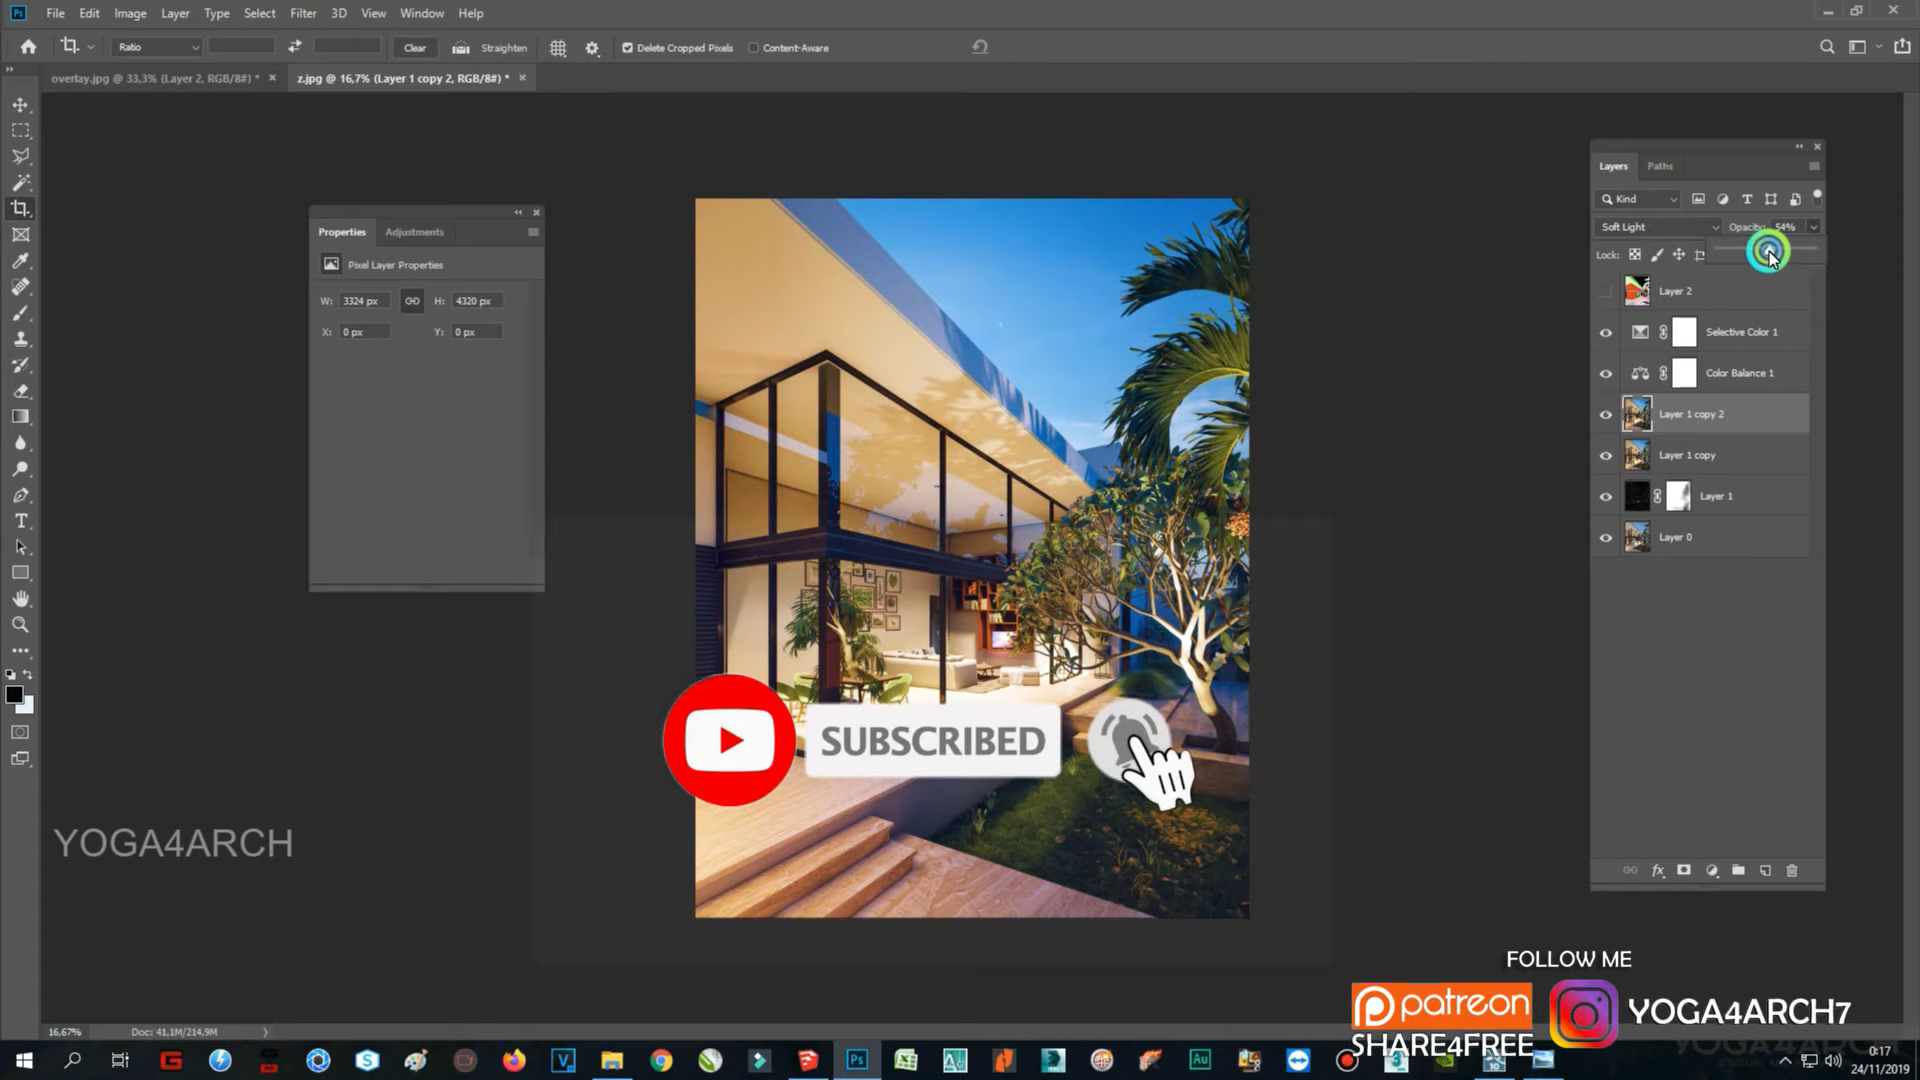 Ps File Edit Image Layer Type Select Filter 3D View Window Help
Ratio Clear Straighten Delete Cropped Pixels Content-Aware
overlay.jpg @ 33,3% (Layer 2, RGB/8#) * × z.jpg @ 16,7% (Layer 1 copy 2, RGB/8#) * ×
Properties Adjustments
Pixel Layer Properties
W: 3324 px H: 4320 px
X: 0 px Y: 0 px
Layers Paths
Kind
Soft Light Opacity: 54%
Lock:
Layer 2
Selective Color 1
Color Balance 1
Layer 1 copy 2
Layer 1 copy
Layer 1
Layer 0
fx
SUBSCRIBED
YOGA4ARCH
FOLLOW ME
patreon
SHARE4FREE
YOGA4ARCH7
16,67% Doc: 41,1M/214,9M
0:17
24/11/2019